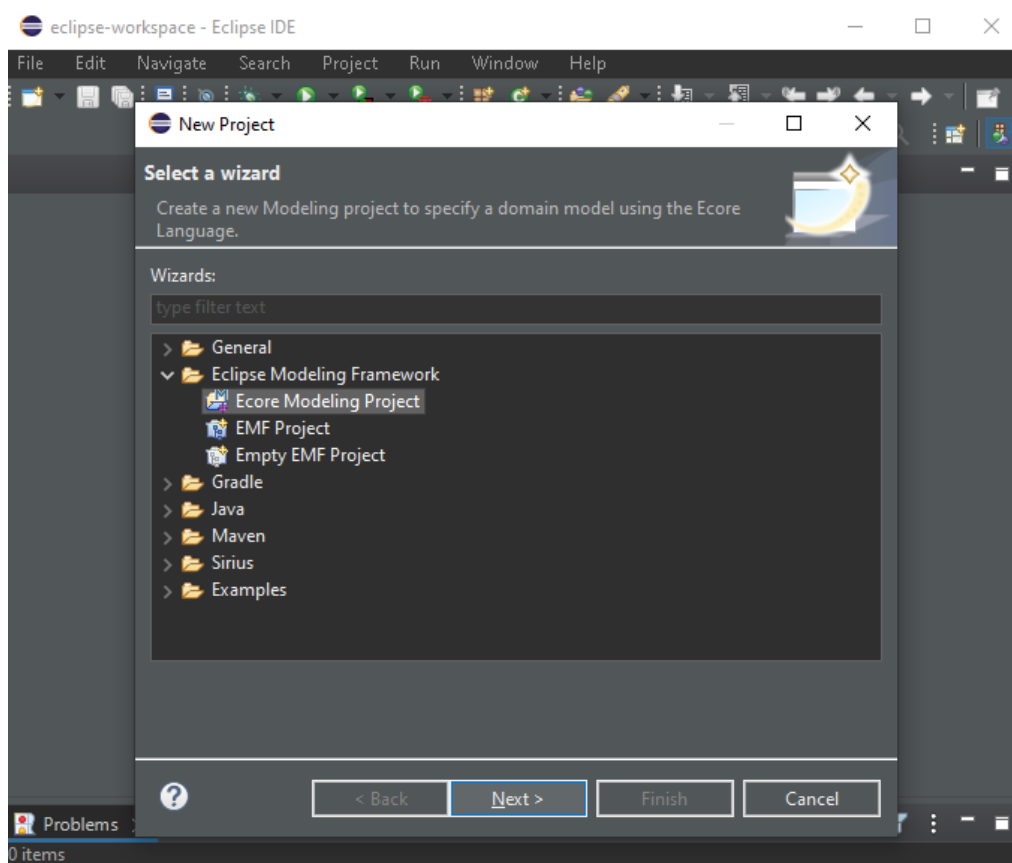 eclipse-workspace - Eclipse IDE
File Edit Navigate Search Project Run Window Help
New Project
Select a wizard
Create a new Modeling project to specify a domain model using the Ecore
Language.
Wizards:
type filter text
General
Eclipse Modeling Framework
Ecore Modeling Project
EMF Project
Empty EMF Project
Gradle
Java
Maven
Sirius
Examples
< Back Next > Finish Cancel
Problems
0 items